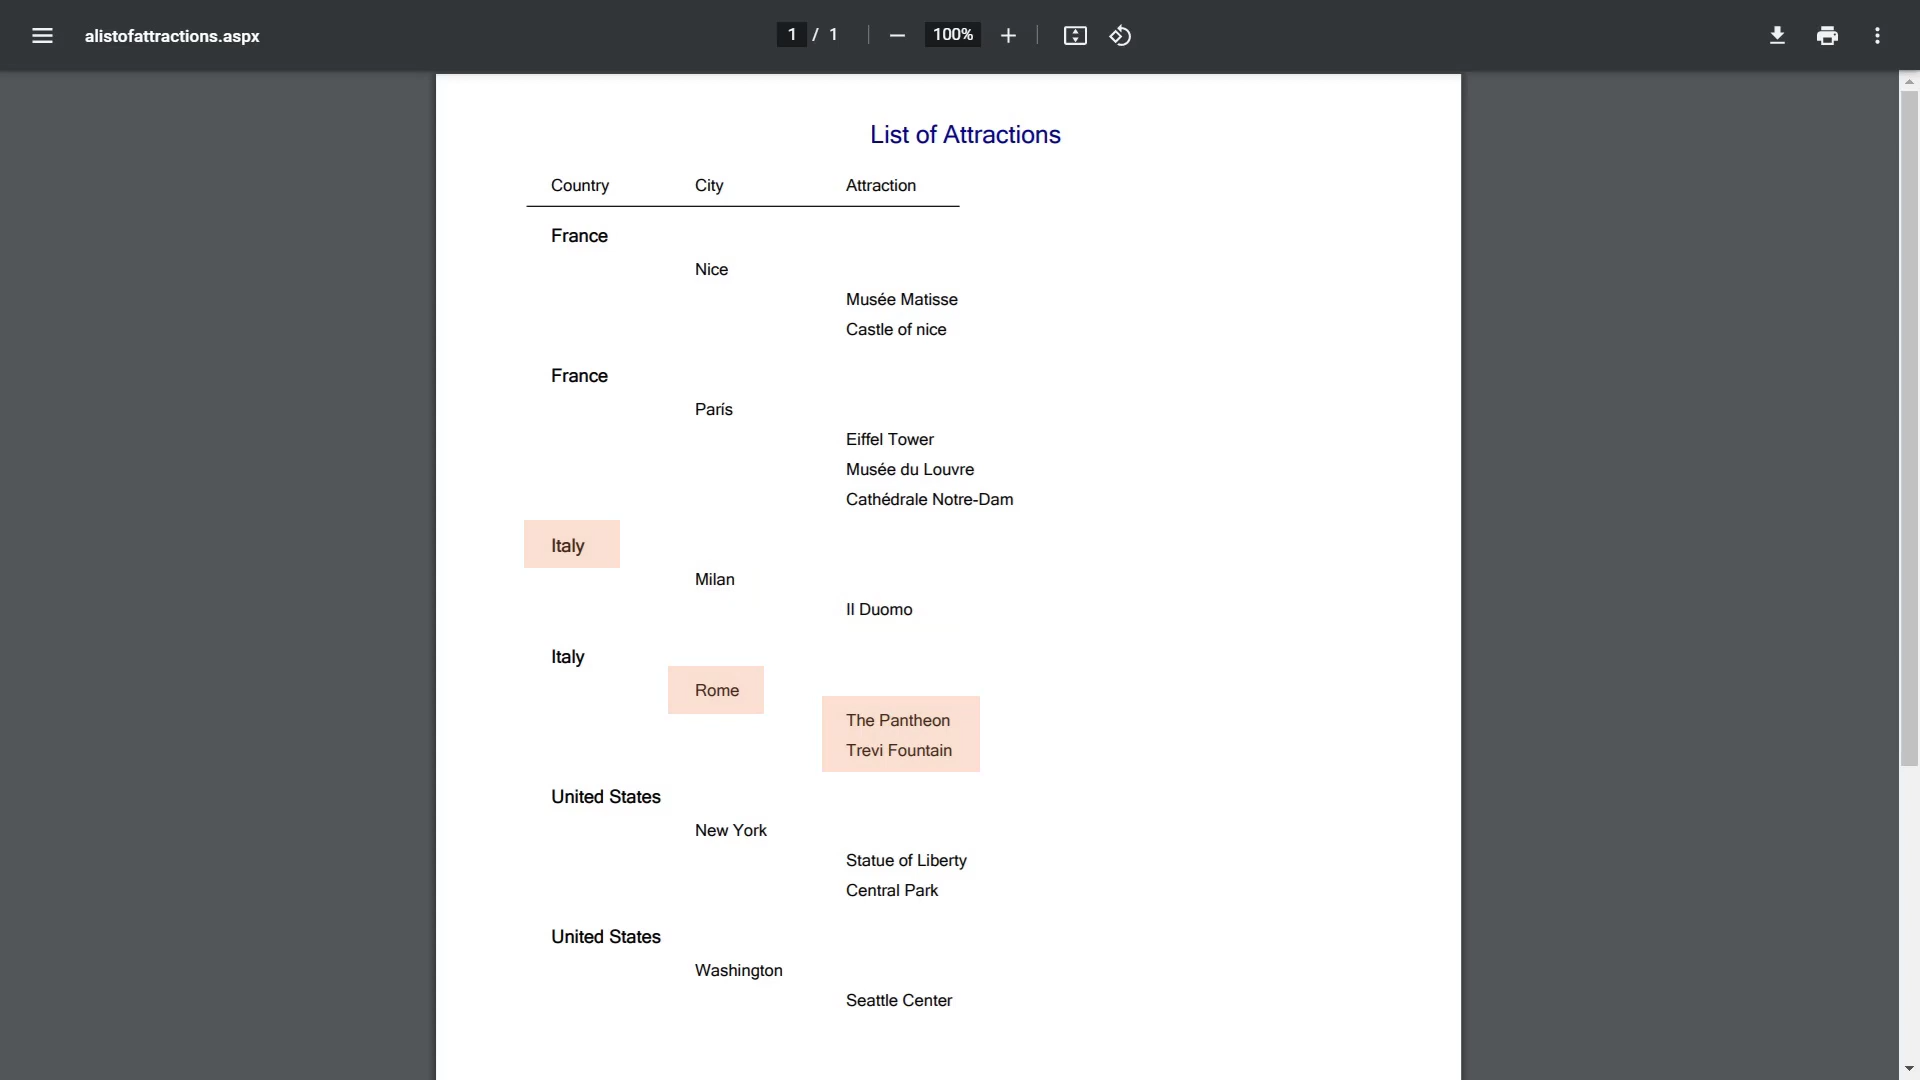 alistofattractions.aspx 1 / 1 100%
List of Attractions
Country City Attraction
France
Nice
Musée Matisse
Castle of nice
France
París
Eiffel Tower
Musée du Louvre
Cathédrale Notre-Dam
Italy
Milan
Il Duomo
Italy
Rome
The Pantheon
Trevi Fountain
United States
New York
Statue of Liberty
Central Park
United States
Washington
Seattle Center